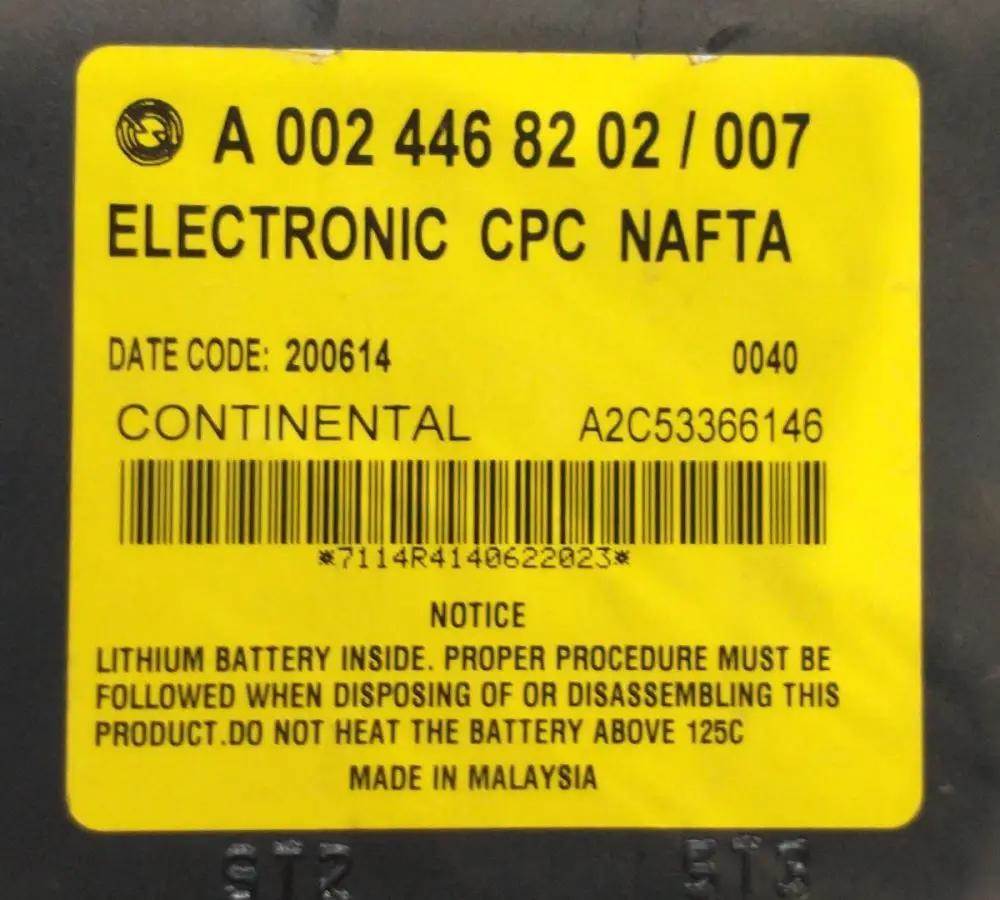 A 002 446 82 02 / 007
ELECTRONIC CPC NAFTA
DATE CODE: 200614 0040
CONTINENTAL A2C53366146
*7114R4140622023*
NOTICE
LITHIUM BATTERY INSIDE. PROPER PROCEDURE MUST BE
FOLLOWED WHEN DISPOSING OF OR DISASSEMBLING THIS
PRODUCT.DO NOT HEAT THE BATTERY ABOVE 125C
MADE IN MALAYSIA
ST2 ST3